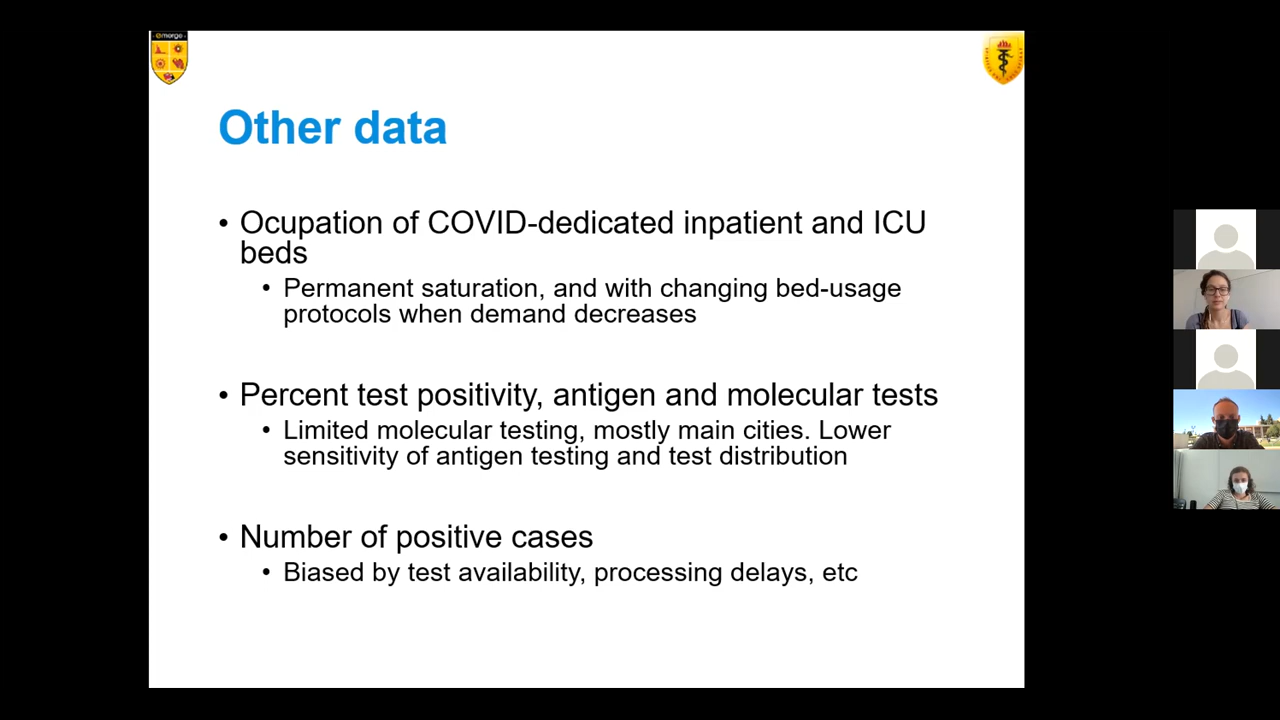 emerge
Other data
• Ocupation of COVID-dedicated inpatient and ICU
beds
• Permanent saturation, and with changing bed-usage
protocols when demand decreases
• Percent test positivity, antigen and molecular tests
• Limited molecular testing, mostly main cities. Lower
sensitivity of antigen testing and test distribution
• Number of positive cases
• Biased by test availability, processing delays, etc